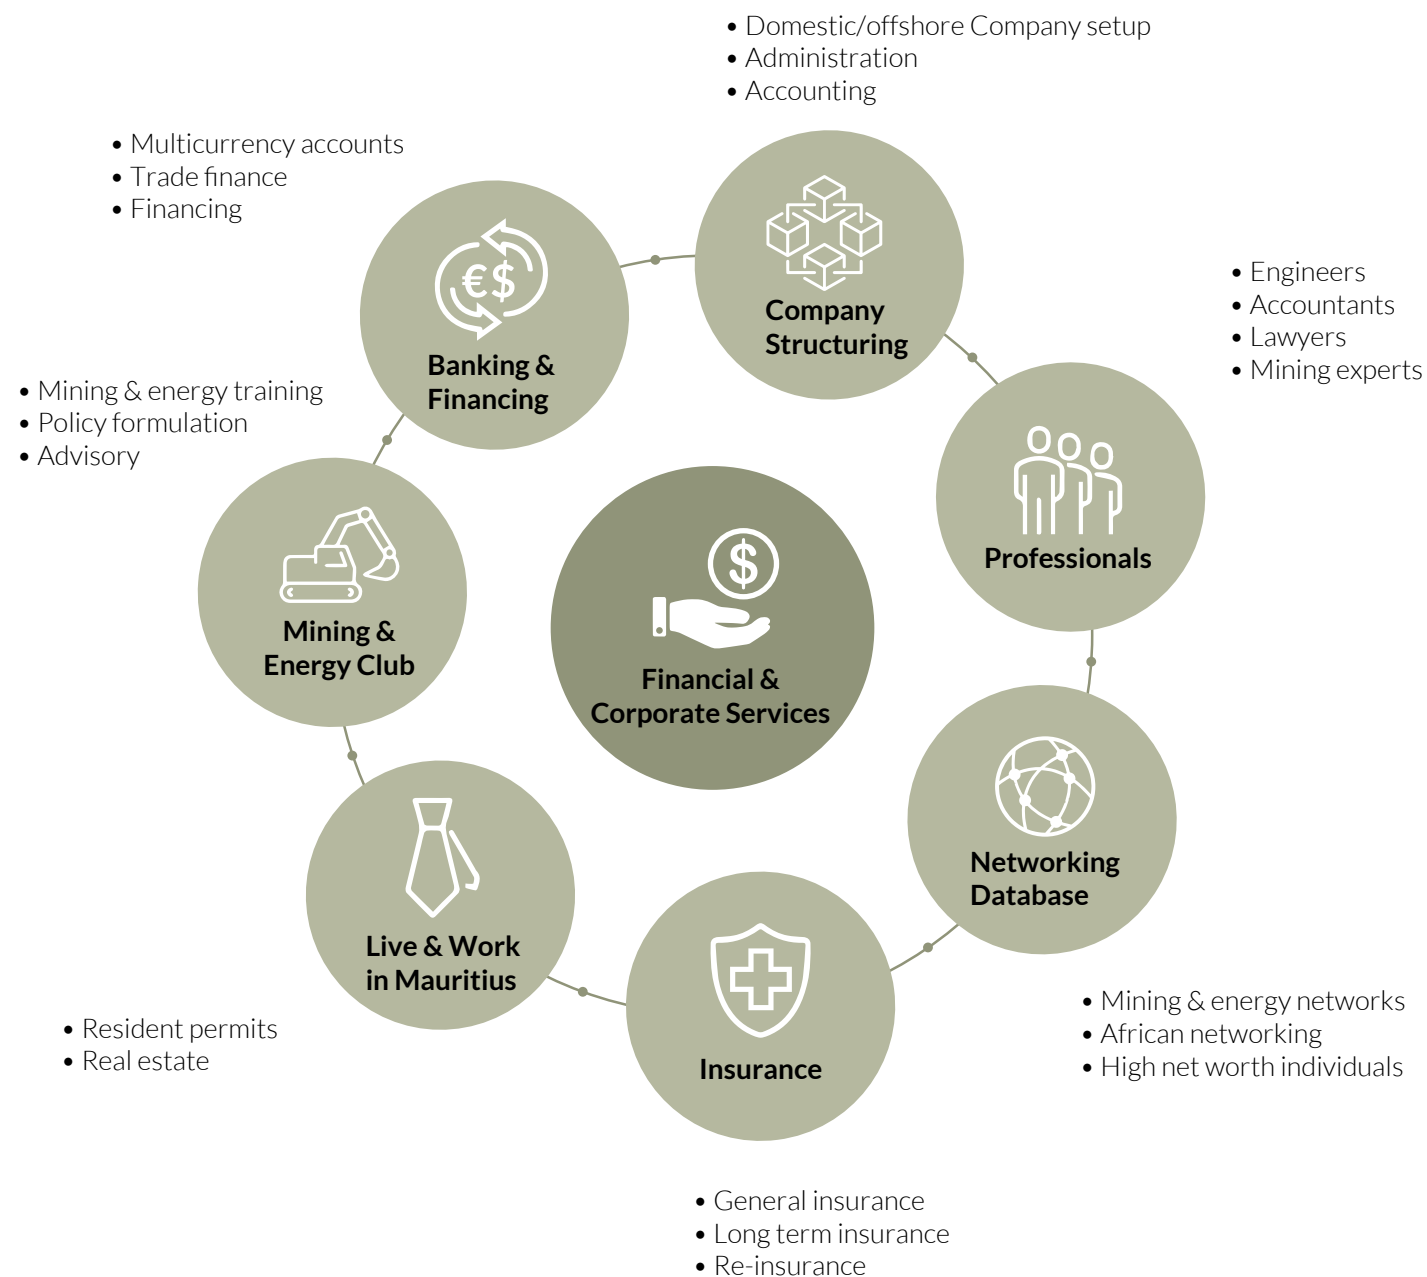 • Domestic/offshore Company setup
• Administration
• Accounting
• Multicurrency accounts
• Trade finance
• Financing
• Engineers
• Accountants
• Lawyers
• Mining experts
Company
Structuring
€$
Banking &
Financing
• Mining & energy training
• Policy formulation
• Advisory
Professionals
$
Mining &
Energy Club
Financial &
Corporate Services
Networking
Database
Live & Work
in Mauritius
• Resident permits
• Real estate
Insurance
• Mining & energy networks
• African networking
• High net worth individuals
• General insurance
• Long term insurance
• Re-insurance